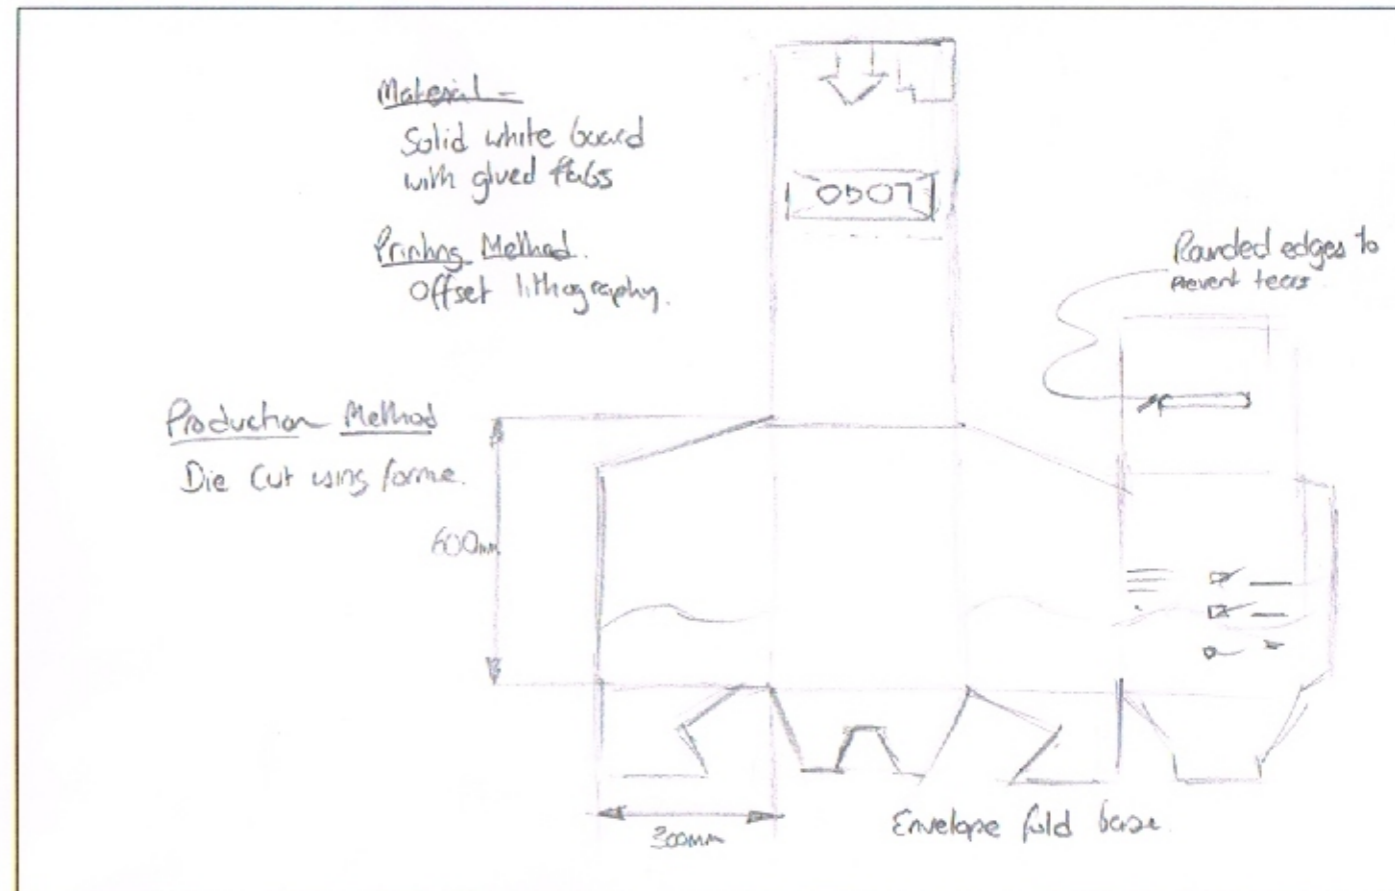 Material -
Solid white board
with glued tabs
Printing Method.
Offset lithography.
LOGO
Rounded edges to
prevent tears
Production Method
Die Cut using forme.
600mm
300mm
Envelope fold base.